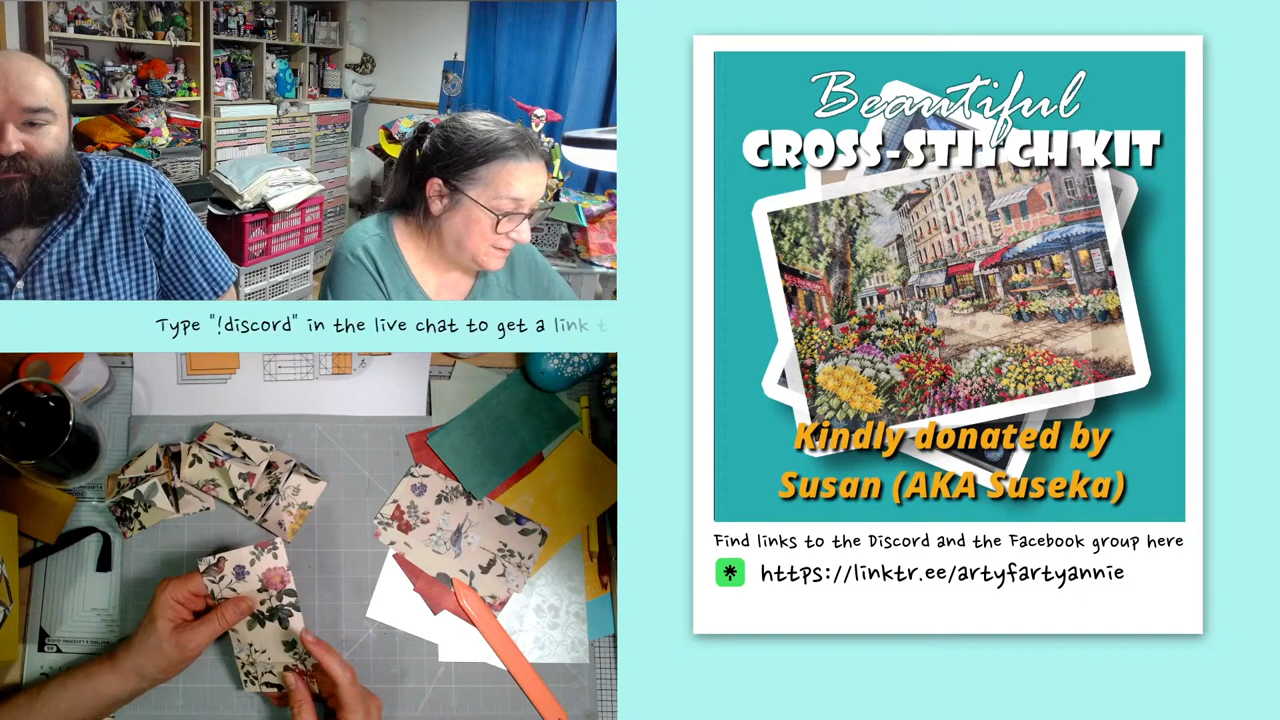 Type "!discord" in the live chat to get a link t
Beautiful
CROSS-STITCH KIT
Kindly donated by
Susan (AKA Suseka)
Find links to the Discord and the Facebook group here
https://linktr.ee/artyfartyannie